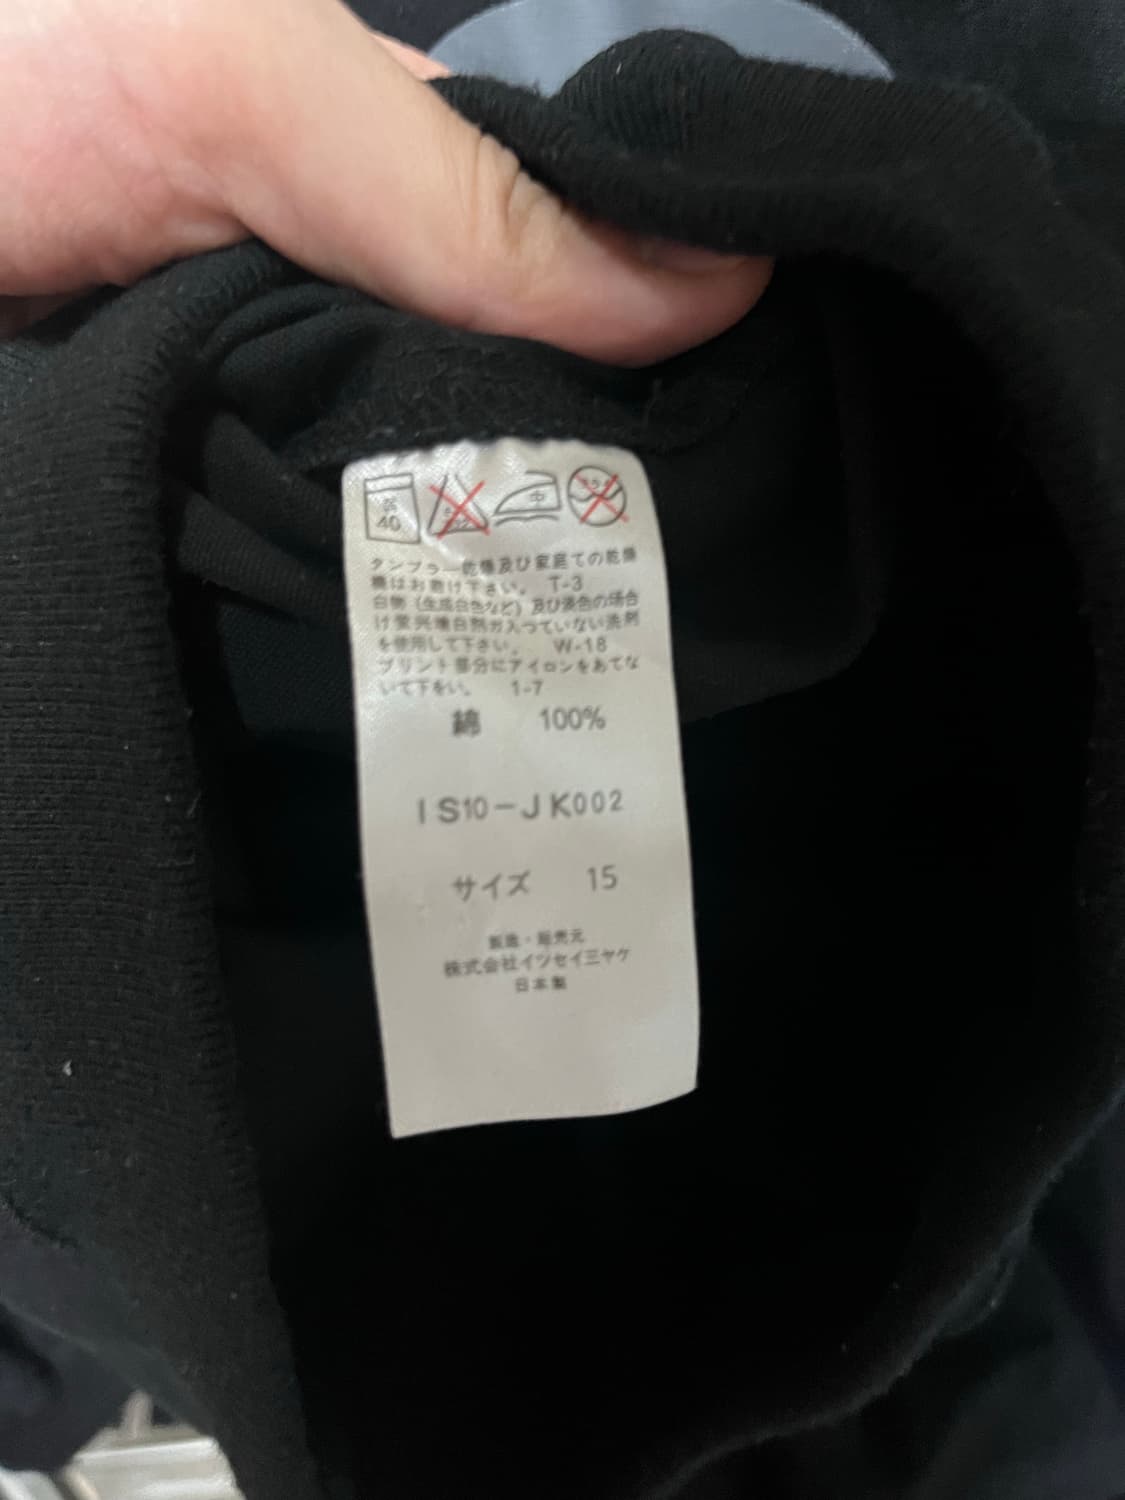 40 中
タンブラー乾燥及び家庭での乾燥
機はお避け下さい。 T-3
白物(生成白色など)及び淡色の場合
け蛍光増白剤が入つていない洗剤
を使用して下さい。 W-18
プリント部分にアイロンをあてな
いで下さい。 1-7
綿 100%
IS10-JK002
サイズ 15
製造・販売元
株式会社イツセイ三ヤケ
日本製